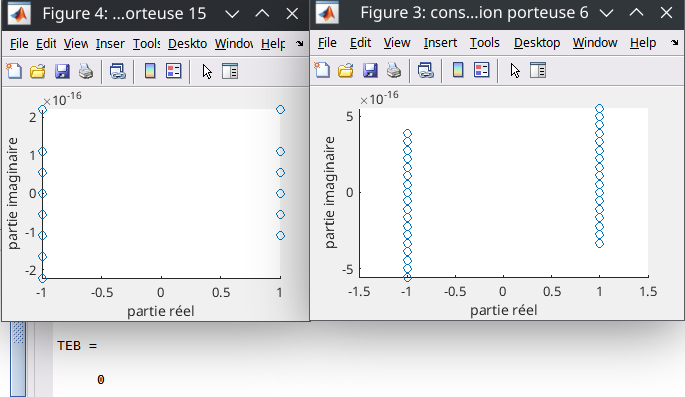 Figure 4: ...orteuse 15
File Edit View Inser Tools Deskto Window Help
×10-16
2
1
0
-1
-2
partie imaginaire
-1 -0.5 0 0.5 1
partie réel
Figure 3: cons...ion porteuse 6
File Edit View Insert Tools Desktop Window Help
×10-16
5
0
-5
partie imaginaire
-1.5 -1 -0.5 0 0.5 1 1.5
partie réel
TEB =
0